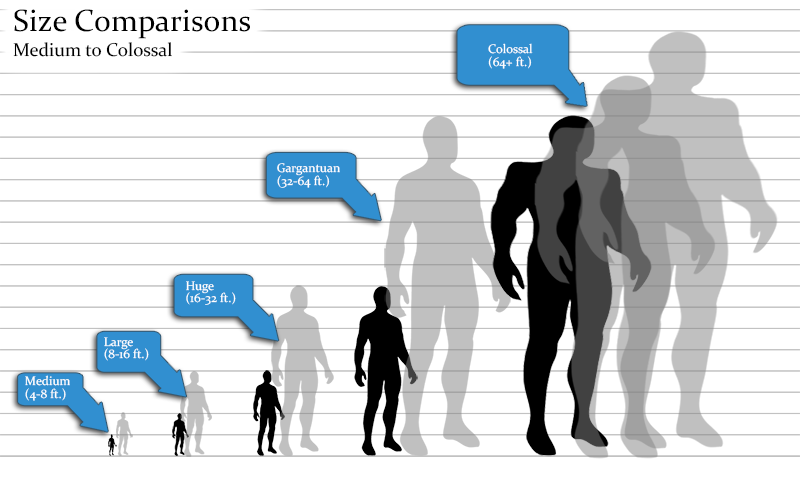 Size Comparisons
Medium to Colossal
Colossal
(64+ ft.)
Gargantuan
(32-64 ft.)
Huge
(16-32 ft.)
Large
(8-16 ft.)
Medium
(4-8 ft.)